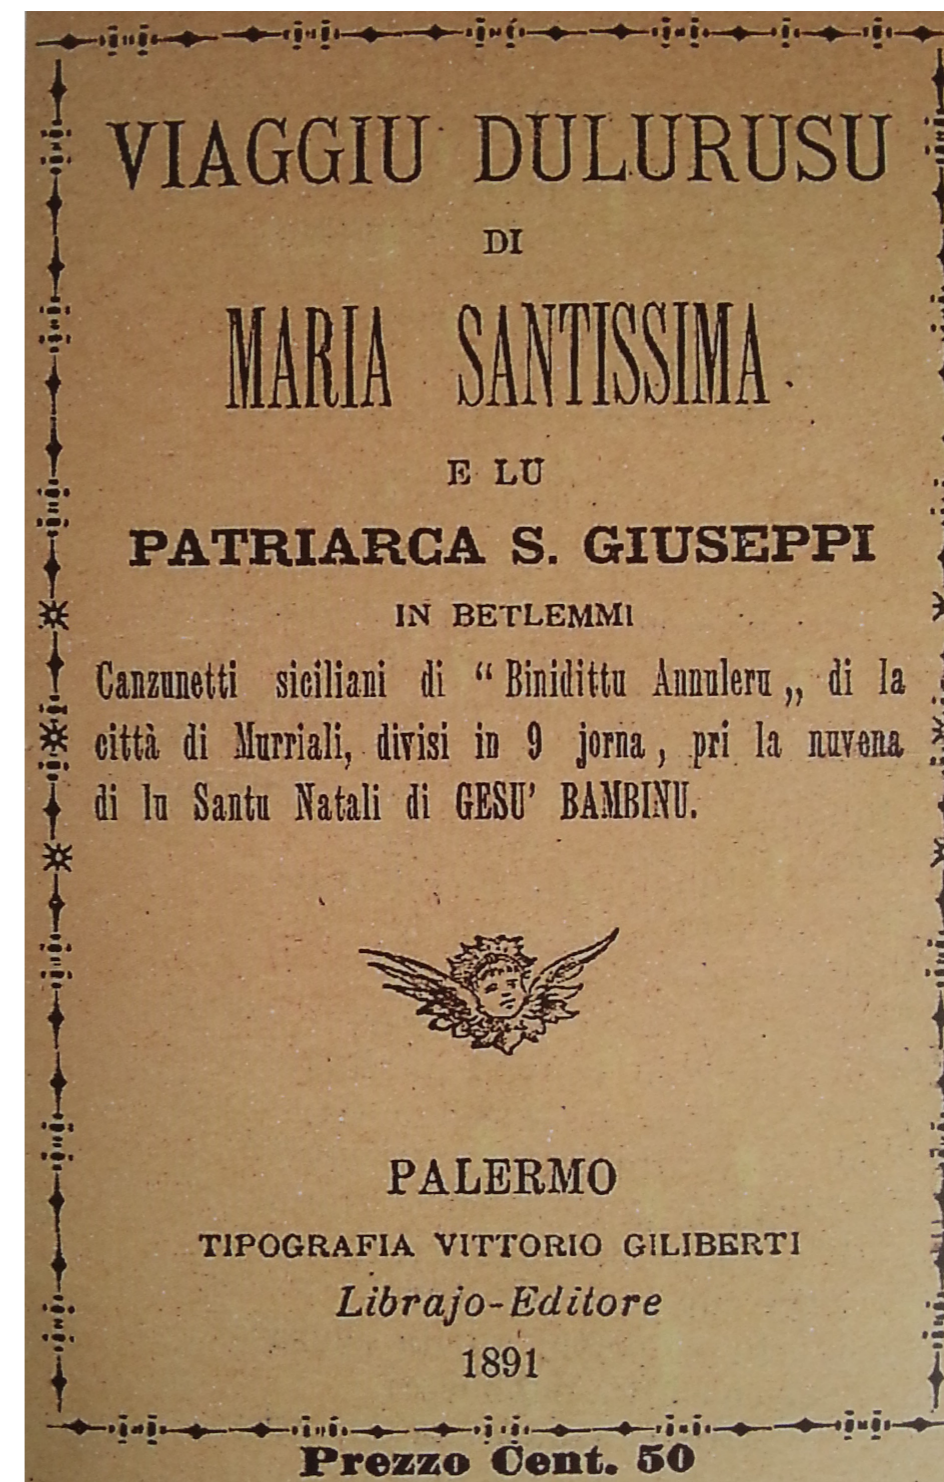 VIAGGIU DULURUSU
DI
MARIA SANTISSIMA
E LU
PATRIARCA S. GIUSEPPI
IN BETLEMMI
Canzunetti siciliani di “ Binidittu Annuleru „ di la
città di Murriali, divisi in 9 jorna, pri la nuvena
di lu Santu Natali di GESU’ BAMBINU.
PALERMO
TIPOGRAFIA VITTORIO GILIBERTI
Librajo-Editore
1891
Prezzo Cent. 50